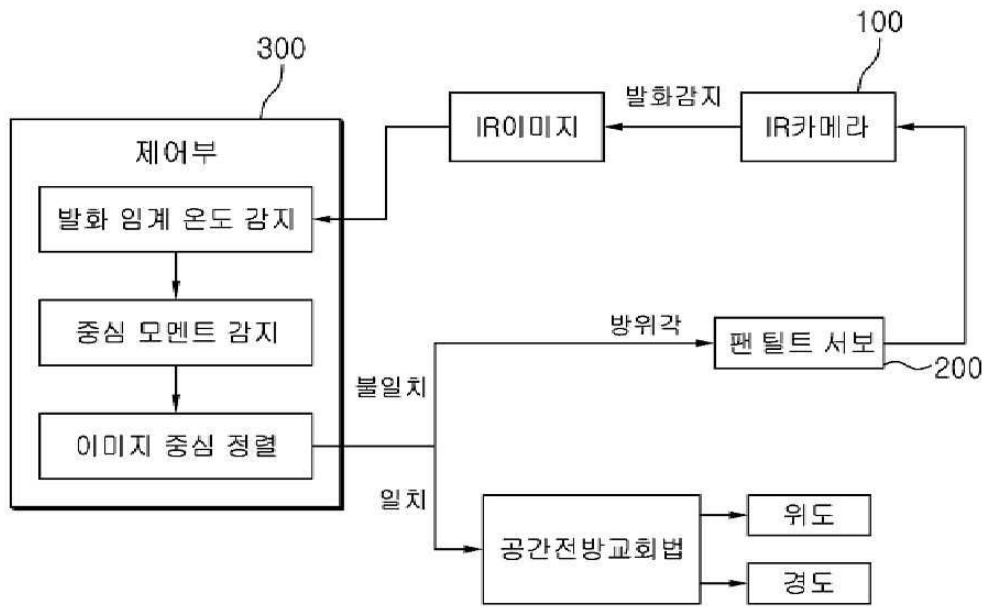 300
100
제어부
발화 임계 온도 감지
중심 모멘트 감지
이미지 중심 정렬
IR이미지
발화감지
IR카메라
방위각
팬 틸트 서보
200
불일치
일치
공간전방교회법
위도
경도